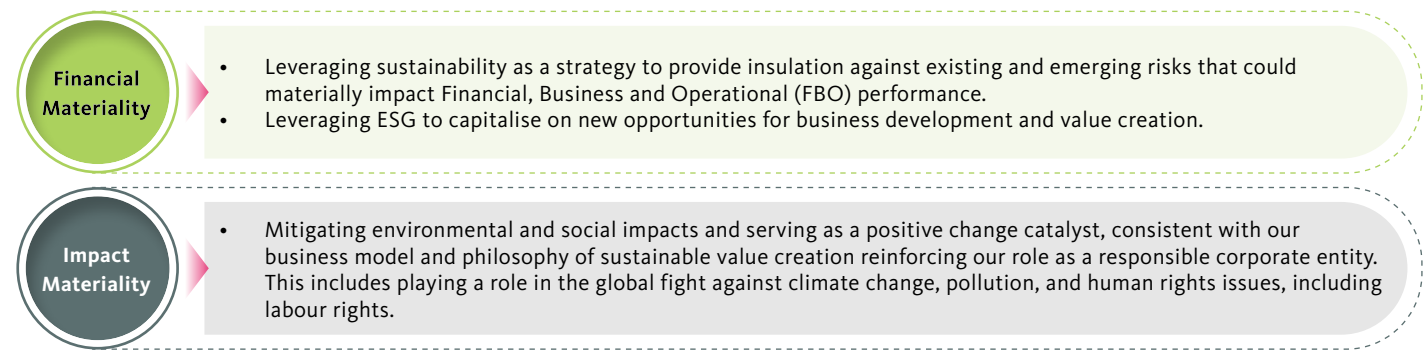 Financial
Materiality
• Leveraging sustainability as a strategy to provide insulation against existing and emerging risks that could
materially impact Financial, Business and Operational (FBO) performance.
• Leveraging ESG to capitalise on new opportunities for business development and value creation.
Impact
Materiality
• Mitigating environmental and social impacts and serving as a positive change catalyst, consistent with our
business model and philosophy of sustainable value creation reinforcing our role as a responsible corporate entity.
This includes playing a role in the global fight against climate change, pollution, and human rights issues, including
labour rights.